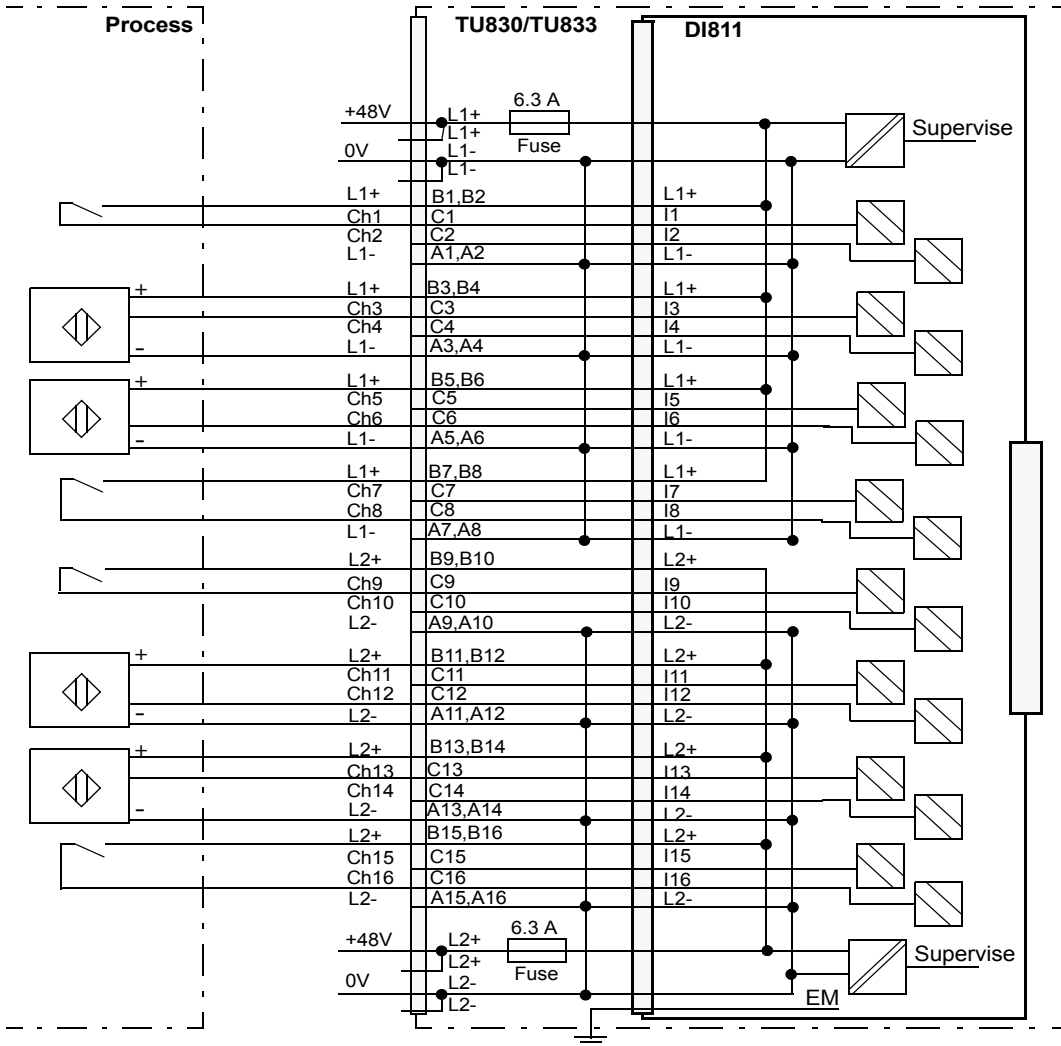 Process TU830/TU833 DI811
6.3 A
+48V L1+
L1+ Fuse Supervise
0V L1-
L1-
L1+ B1,B2 L1+
Ch1 C1 I1
Ch2 C2 I2
L1- A1,A2 L1-
+ L1+ B3,B4 L1+
Ch3 C3 I3
Ch4 C4 I4
- L1- A3,A4 L1-
+ L1+ B5,B6 L1+
Ch5 C5 I5
Ch6 C6 I6
- L1- A5,A6 L1-
L1+ B7,B8 L1+
Ch7 C7 I7
Ch8 C8 I8
L1- A7,A8 L1-
L2+ B9,B10 L2+
Ch9 C9 I9
Ch10 C10 I10
L2- A9,A10 L2-
+ L2+ B11,B12 L2+
Ch11 C11 I11
Ch12 C12 I12
- L2- A11,A12 L2-
+ L2+ B13,B14 L2+
Ch13 C13 I13
Ch14 C14 I14
- L2- A13,A14 L2-
L2+ B15,B16 L2+
Ch15 C15 I15
Ch16 C16 I16
L2- A15,A16 L2-
6.3 A
+48V L2+ Supervise
L2+ Fuse
0V L2-
L2- EM